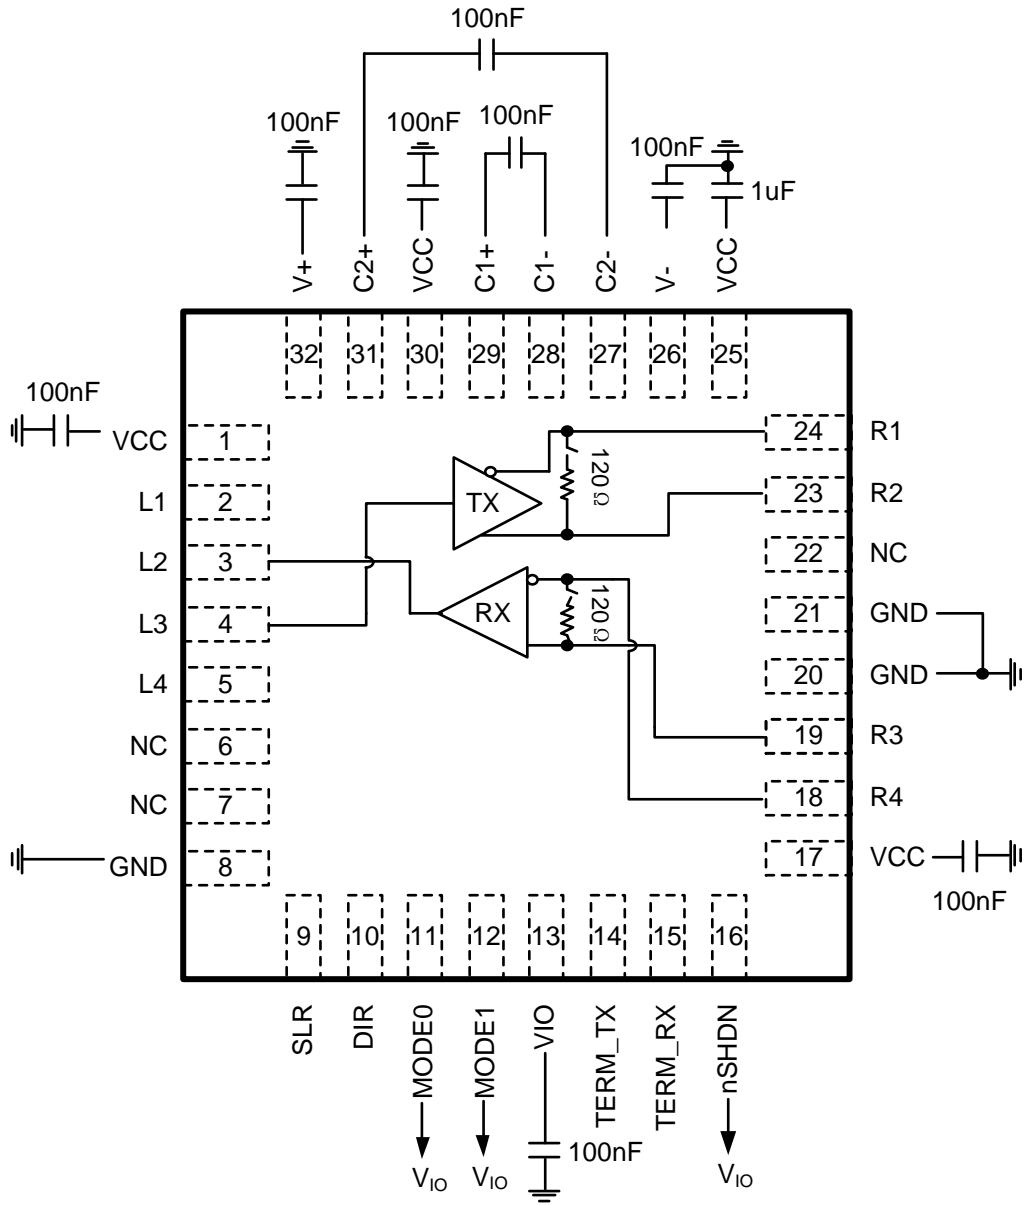 100nF
100nF
100nF
100nF
100nF
1uF
V+
C2+
VCC
C1+
C1-
C2-
V-
VCC
32
31
30
29
28
27
26
25
100nF
VCC
1
L1
2
L2
3
L3
4
L4
5
NC
6
NC
7
GND
8
TX
120 Ω
RX
120 Ω
24
R1
23
R2
22
NC
21
GND
20
GND
19
R3
18
R4
17
VCC
100nF
9
10
11
12
13
14
15
16
SLR
DIR
MODE0
MODE1
VIO
TERM_TX
TERM_RX
nSHDN
100nF
VIO
VIO
VIO